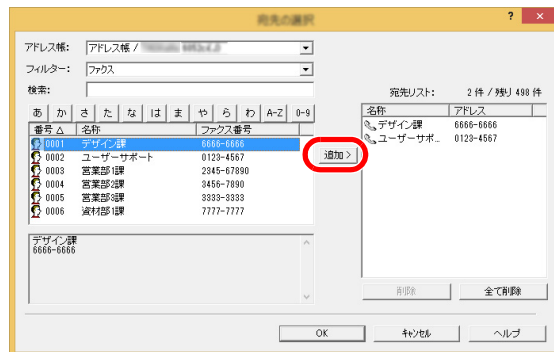 宛先の選択
? ×
アドレス帳: アドレス帳 /
フィルター: ファクス
検索:
宛先リスト: 2 件 / 残り 498 件
あ か さ た な は ま や ら わ A-Z 0-9
番号 △ 名称 ファクス番号
0001 デザイン課 6666-6666
0002 ユーザーサポート 0123-4567
0003 営業部1課 2345-67890
0004 営業部2課 3456-7890
0005 営業部3課 3333-3333
0006 資材部1課 7777-7777
追加 >
名称 アドレス
デザイン課 6666-6666
ユーザーサポ... 0123-4567
デザイン課
6666-6666
削除 全て削除
OK キャンセル ヘルプ